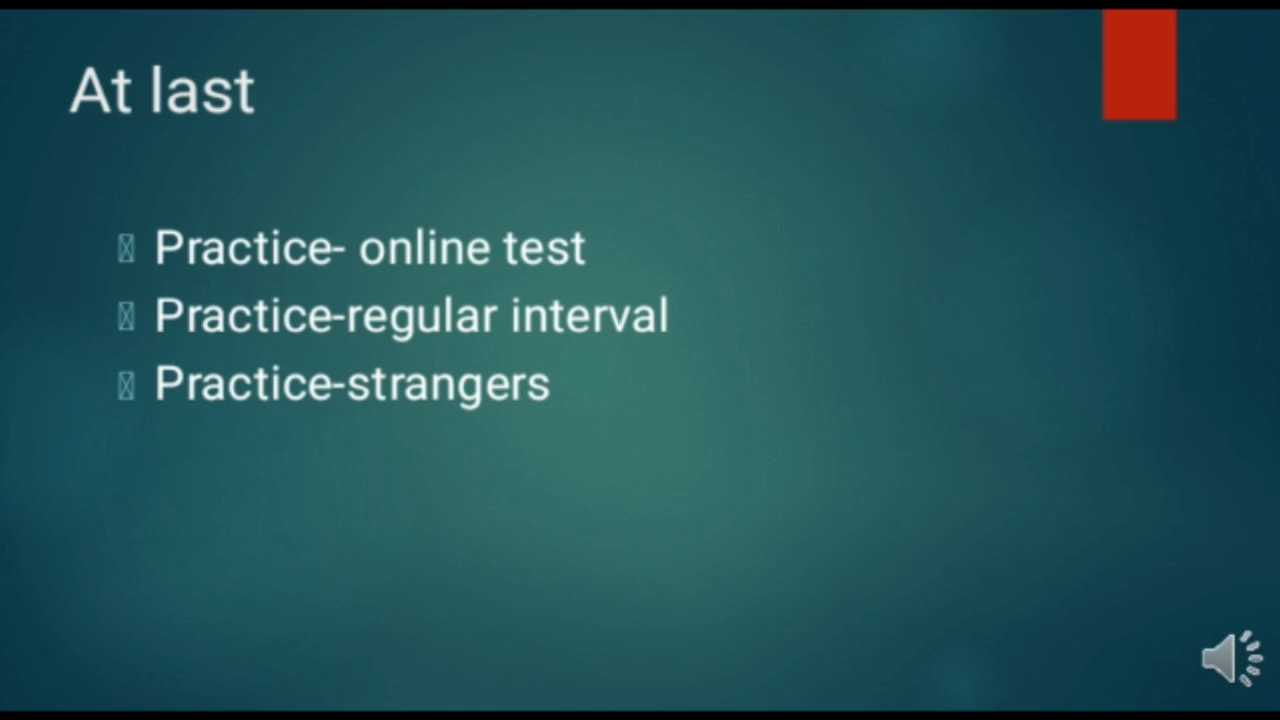 At last
Practice- online test
Practice-regular interval
Practice-strangers